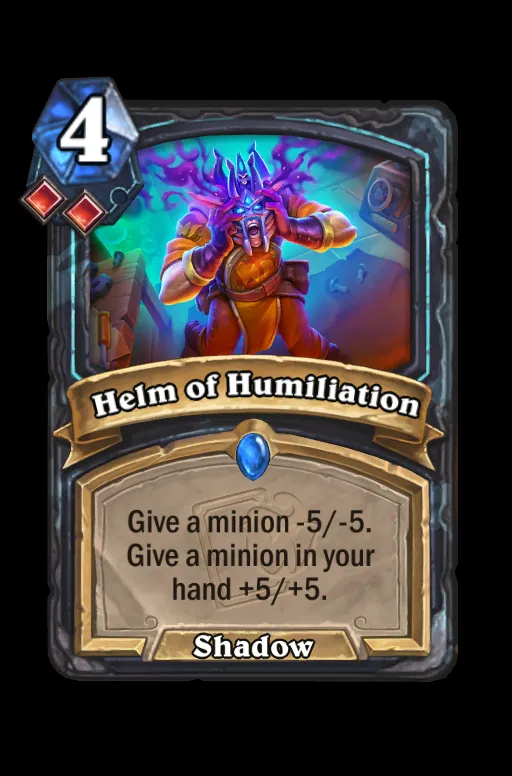 4
Helm of Humiliation
Give a minion -5/-5.
Give a minion in your
hand +5/+5.
Shadow